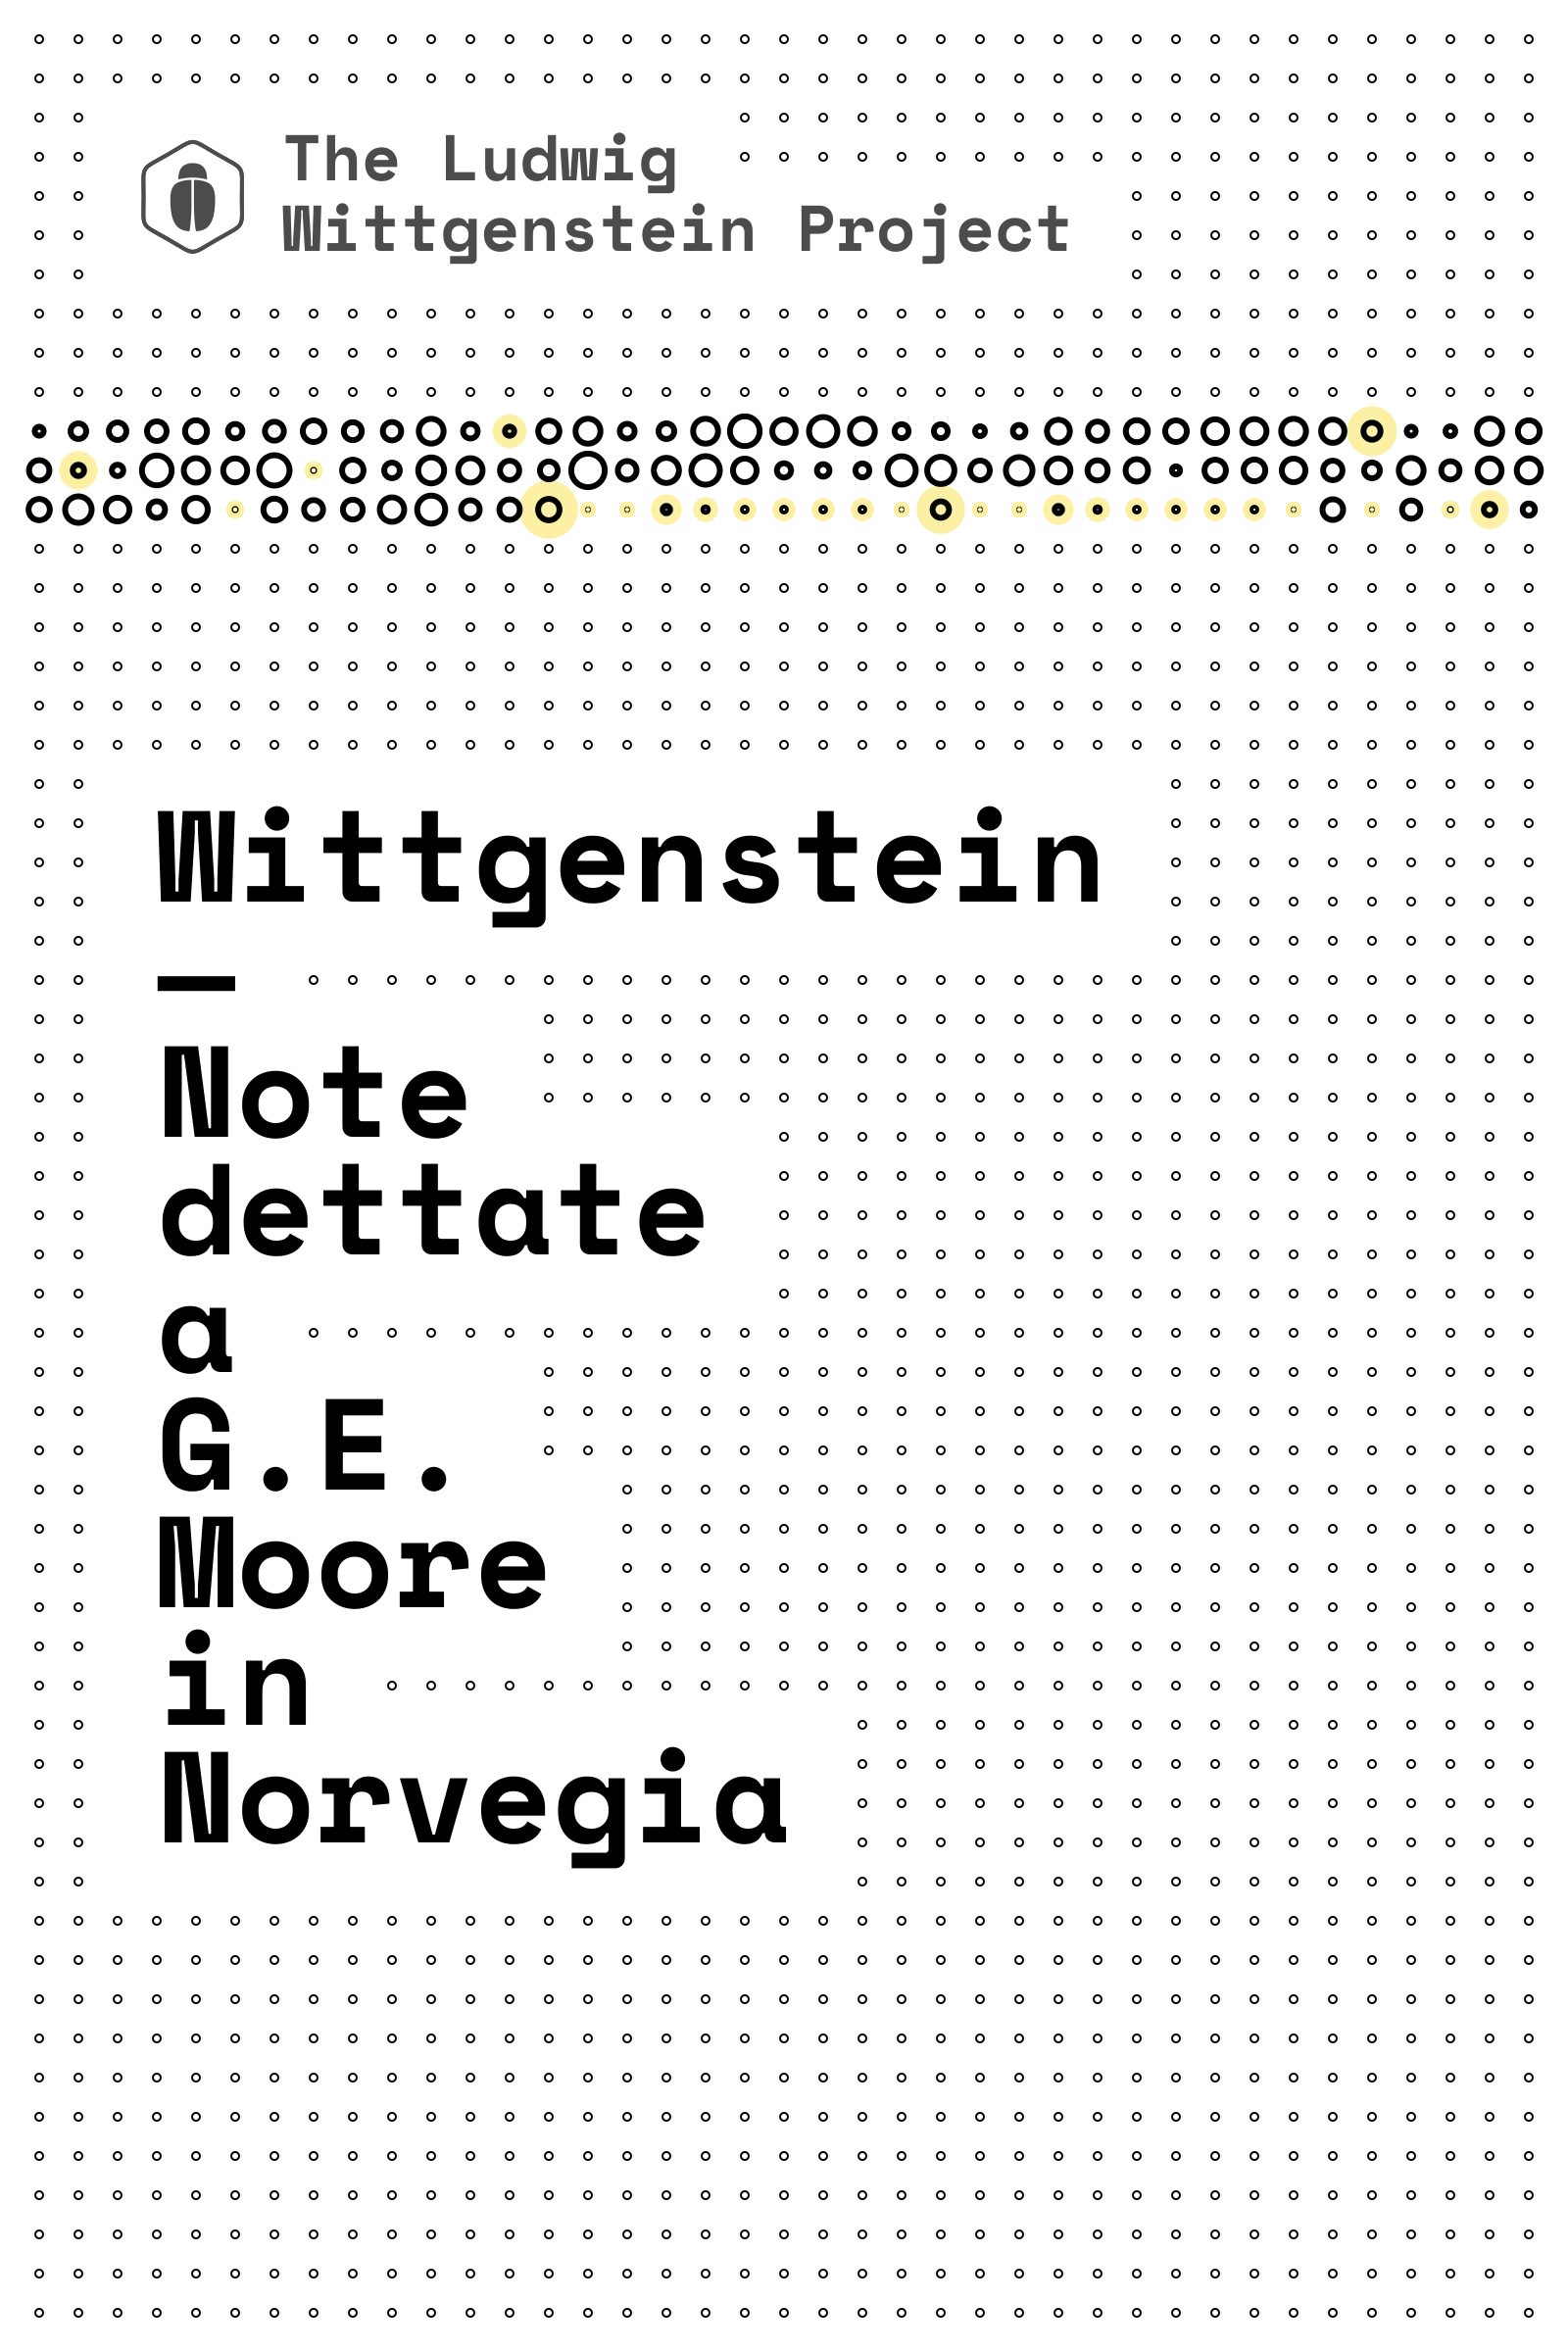 The Ludwig
Wittgenstein Project
Wittgenstein
—
Note
dettate
a
G.E.
Moore
in
Norvegia